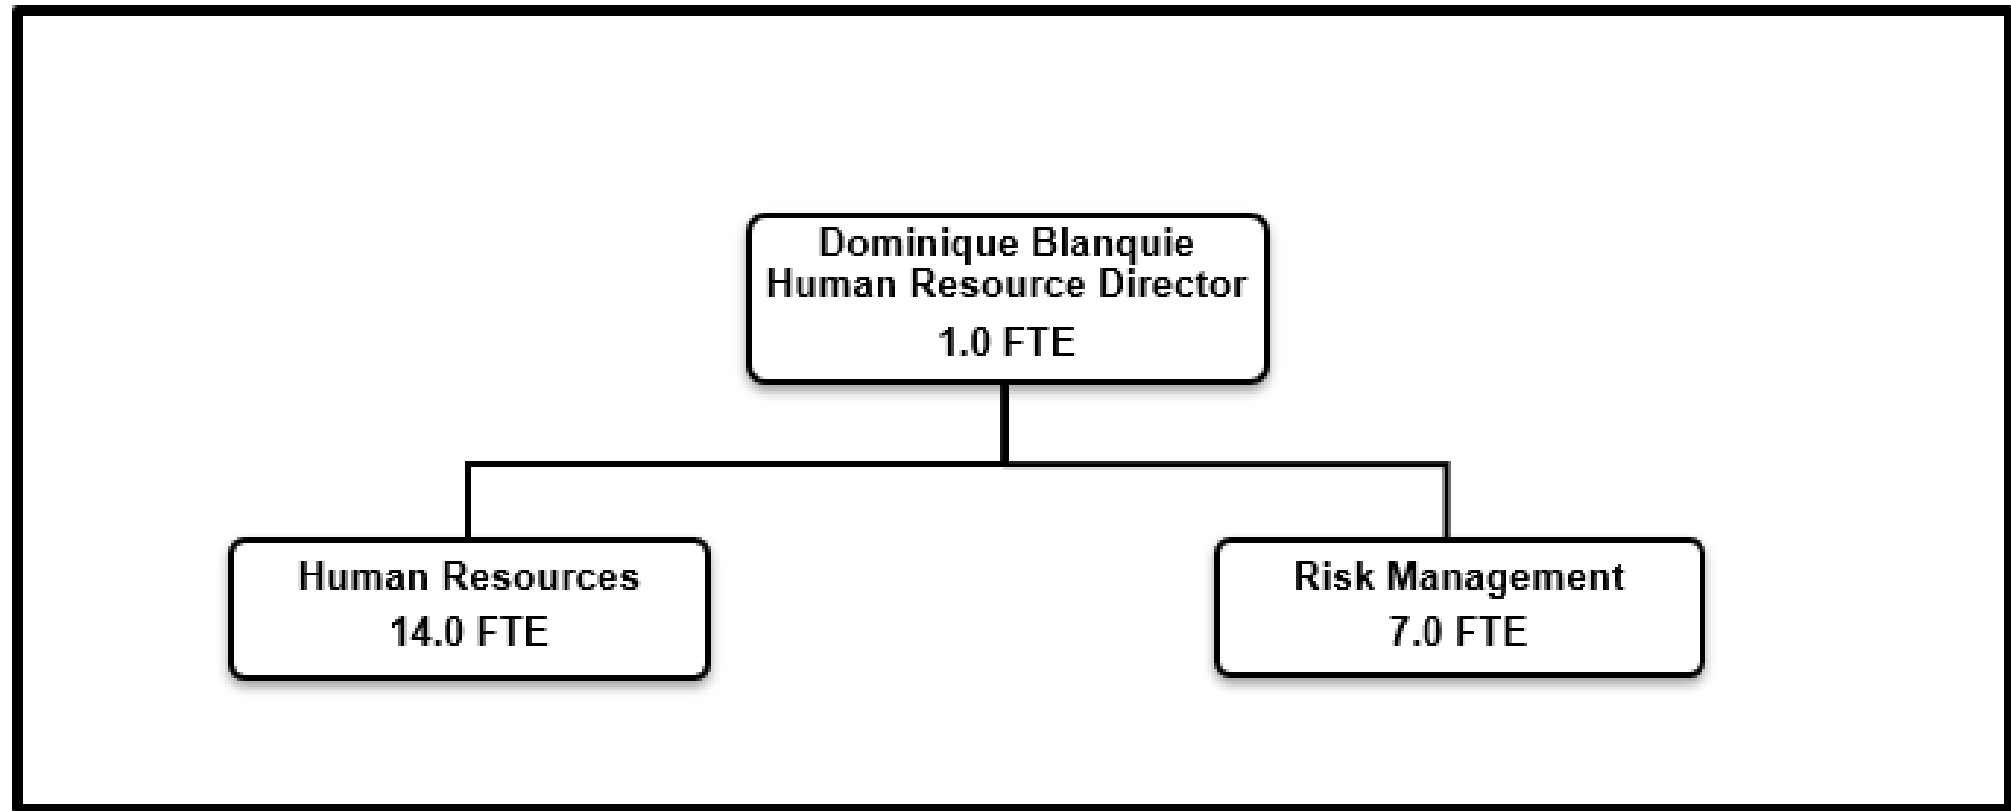 Dominique Blanquie
Human Resource Director
1.0 FTE
Human Resources
14.0 FTE
Risk Management
7.0 FTE